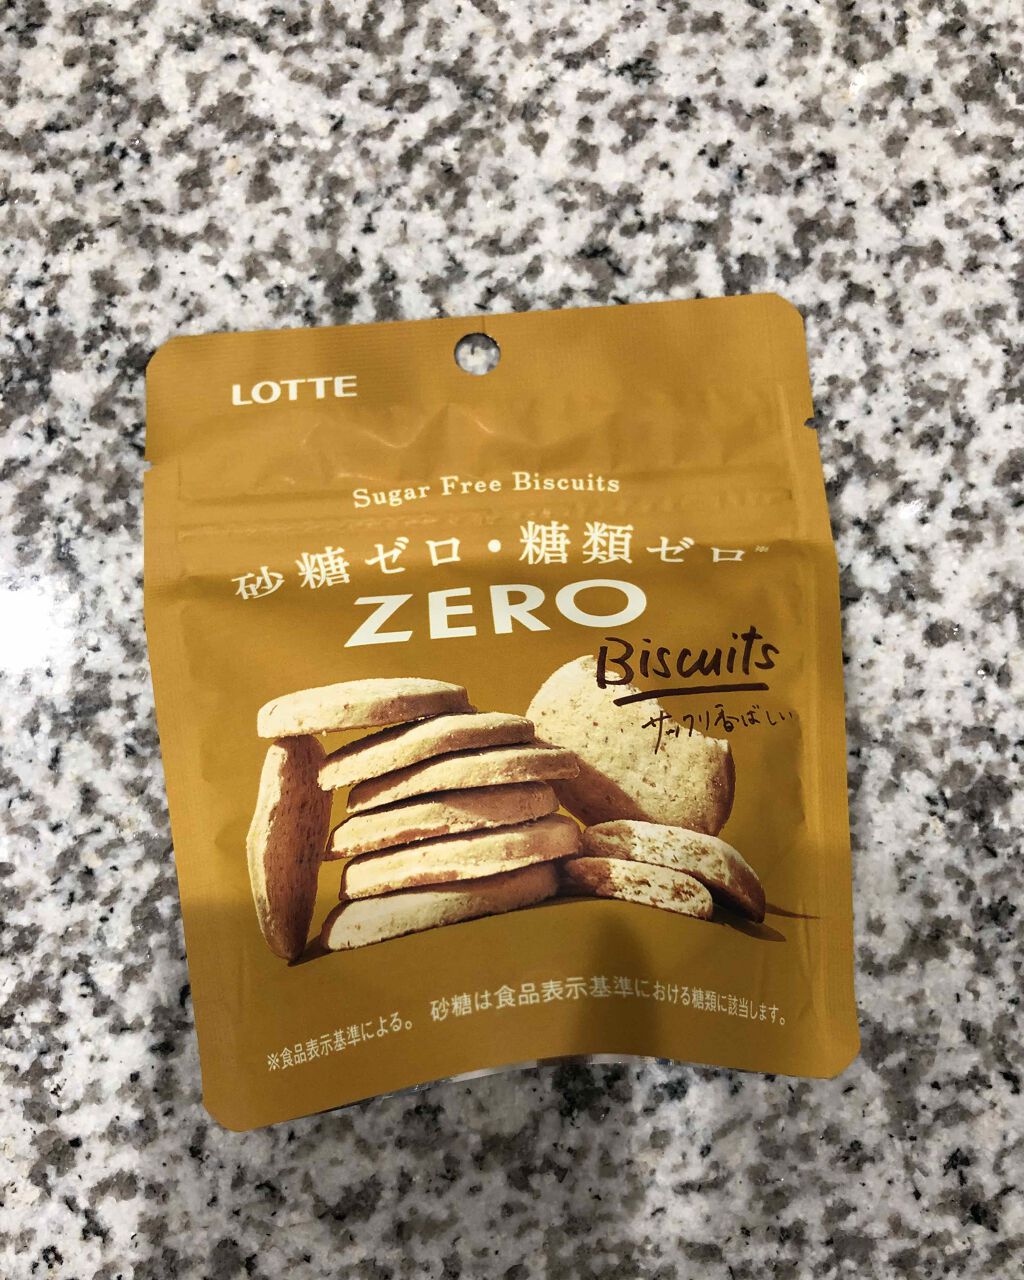 LOTTE
Sugar Free Biscuits
砂糖ゼロ・糖類ゼロ※
ZERO
Biscuits
サックリ香ばしい
※食品表示基準による。 砂糖は食品表示基準における糖類に該当します。